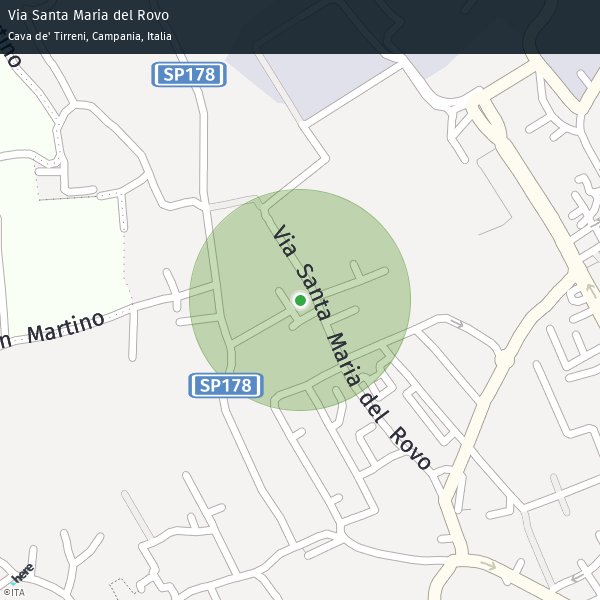 Via Santa Maria del Rovo
Cava de' Tirreni, Campania, Italia
tino
SP178
Via Santa Maria del Rovo
n Martino
SP178
here
©ITA